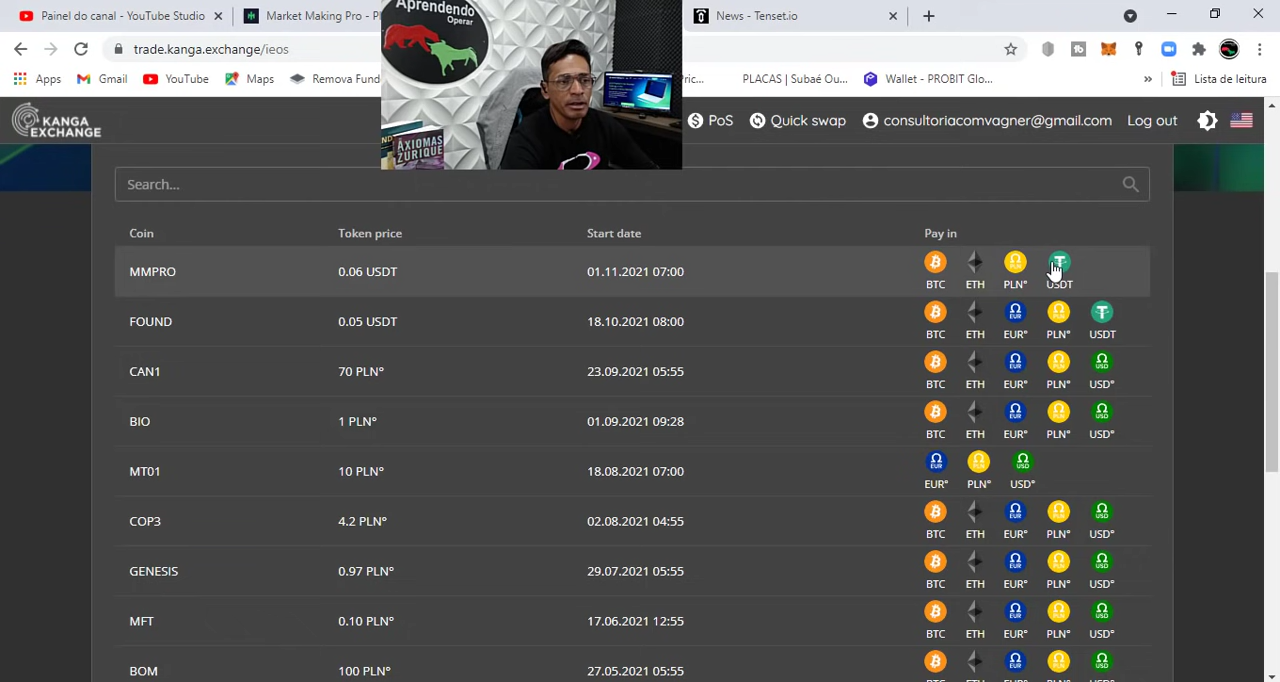 Painel do canal - YouTube Studio
Market Making Pro - P
News - Tenset.io
trade.kanga.exchange/ieos
Apps
Gmail
YouTube
Maps
Remova Fund
Pric...
PLACAS | Subaé Ou...
Wallet - PROBIT Glo...
»
Lista de leitura
Aprendendo
Operar
AXIOMAS
ZURIQUE
KANGA
EXCHANGE
PoS
Quick swap
consultoriacomvagner@gmail.com
Log out
Search...
Coin Token price Start date Pay in
MMPRO 0.06 USDT 01.11.2021 07:00
BTC ETH PLN° USDT
FOUND 0.05 USDT 18.10.2021 08:00
BTC ETH EUR° PLN° USDT
CAN1 70 PLN° 23.09.2021 05:55
BTC ETH EUR° PLN° USD°
BIO 1 PLN° 01.09.2021 09:28
BTC ETH EUR° PLN° USD°
MT01 10 PLN° 18.08.2021 07:00
EUR° PLN° USD°
COP3 4.2 PLN° 02.08.2021 04:55
BTC ETH EUR° PLN° USD°
GENESIS 0.97 PLN° 29.07.2021 05:55
BTC ETH EUR° PLN° USD°
MFT 0.10 PLN° 17.06.2021 12:55
BTC ETH EUR° PLN° USD°
BOM 100 PLN° 27.05.2021 05:55